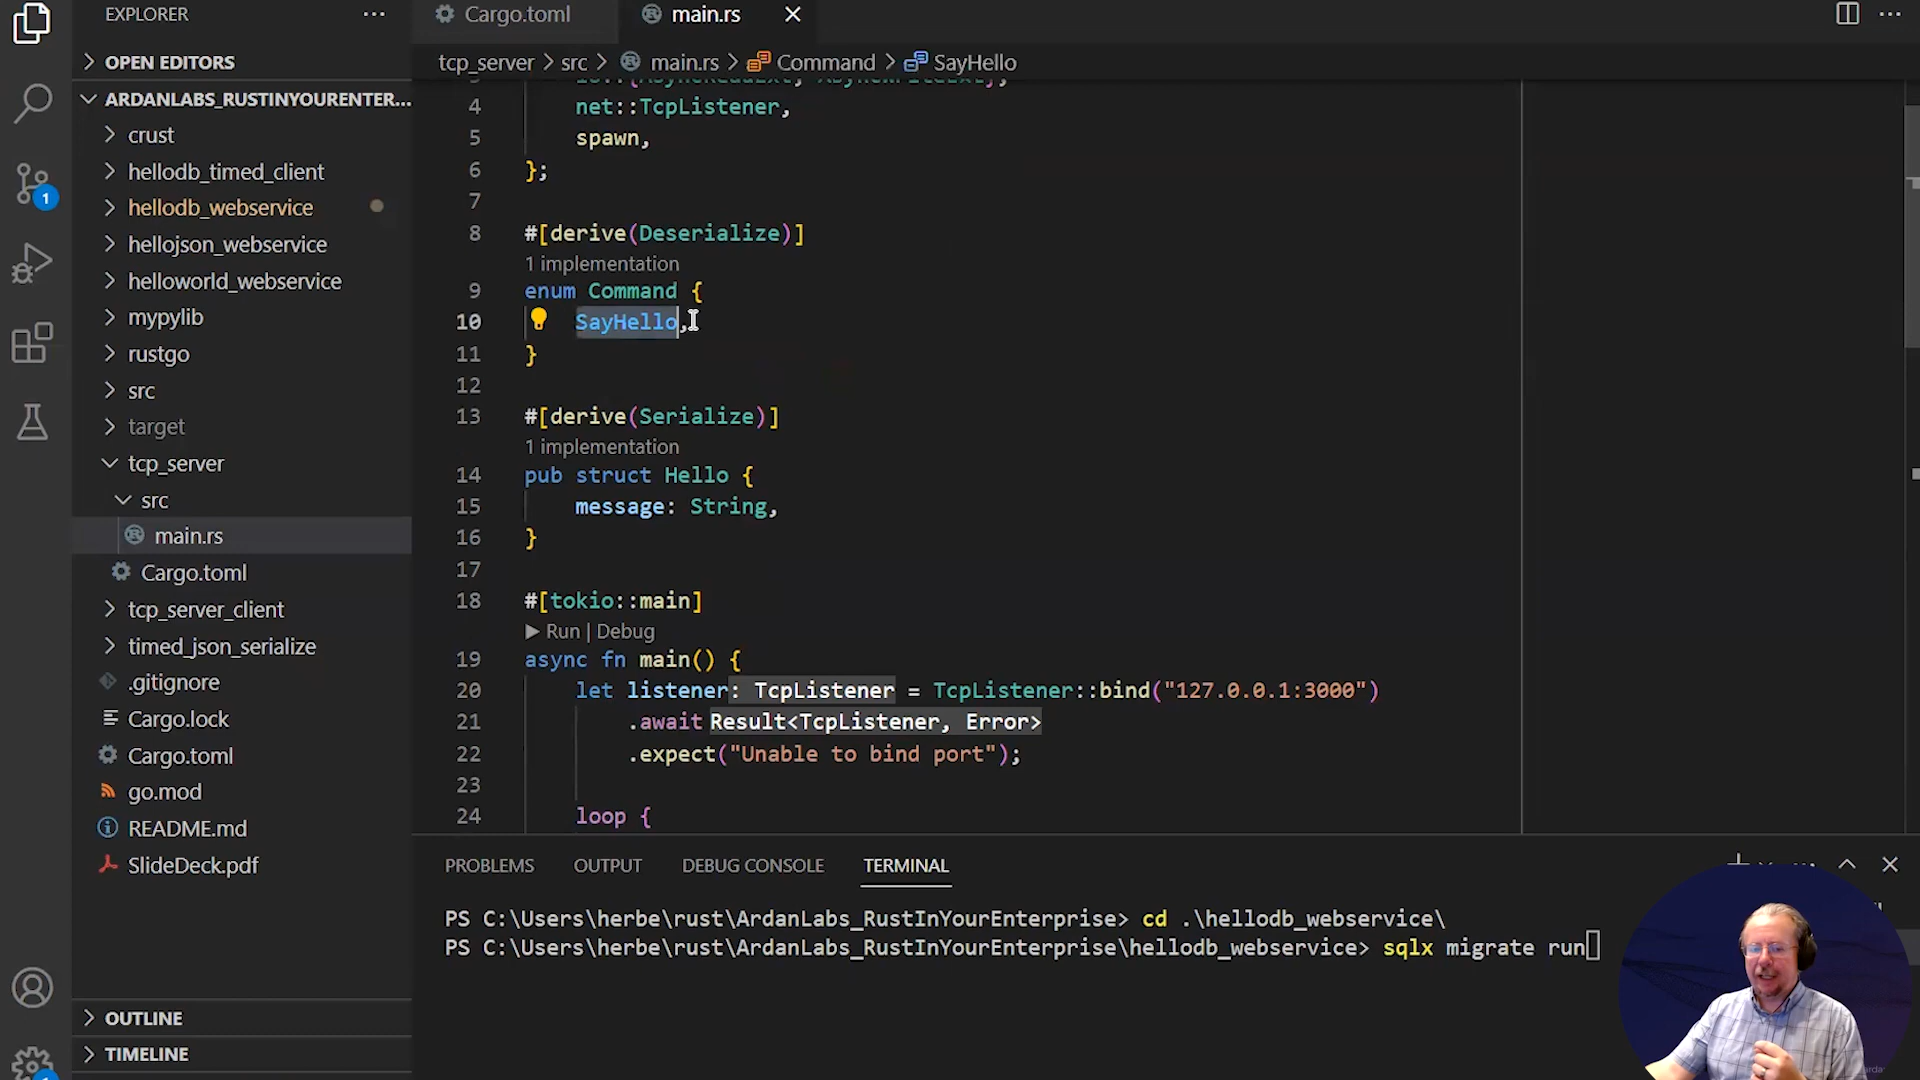 EXPLORER
OPEN EDITORS
ARDANLABS_RUSTINYOURENTER...
crust
hellodb_timed_client
hellodb_webservice
hellojson_webservice
helloworld_webservice
mypylib
rustgo
src
target
tcp_server
src
main.rs
Cargo.toml
tcp_server_client
timed_json_serialize
.gitignore
Cargo.lock
Cargo.toml
go.mod
README.md
SlideDeck.pdf
OUTLINE
TIMELINE
1
Cargo.toml
main.rs
tcp_server > src > main.rs > Command > SayHello
io::{AsyncReadExt, AsyncWriteExt},
4 net::TcpListener,
5 spawn,
6 };
7
8 #[derive(Deserialize)]
1 implementation
9 enum Command {
10 SayHello,
11 }
12
13 #[derive(Serialize)]
1 implementation
14 pub struct Hello {
15 message: String,
16 }
17
18 #[tokio::main]
Run | Debug
19 async fn main() {
20 let listener: TcpListener = TcpListener::bind("127.0.0.1:3000")
21 .await Result<TcpListener, Error>
22 .expect("Unable to bind port");
23
24 loop {
PROBLEMS OUTPUT DEBUG CONSOLE TERMINAL
PS C:\Users\herbe\rust\ArdanLabs_RustInYourEnterprise> cd .\hellodb_webservice\
PS C:\Users\herbe\rust\ArdanLabs_RustInYourEnterprise\hellodb_webservice> sqlx migrate run